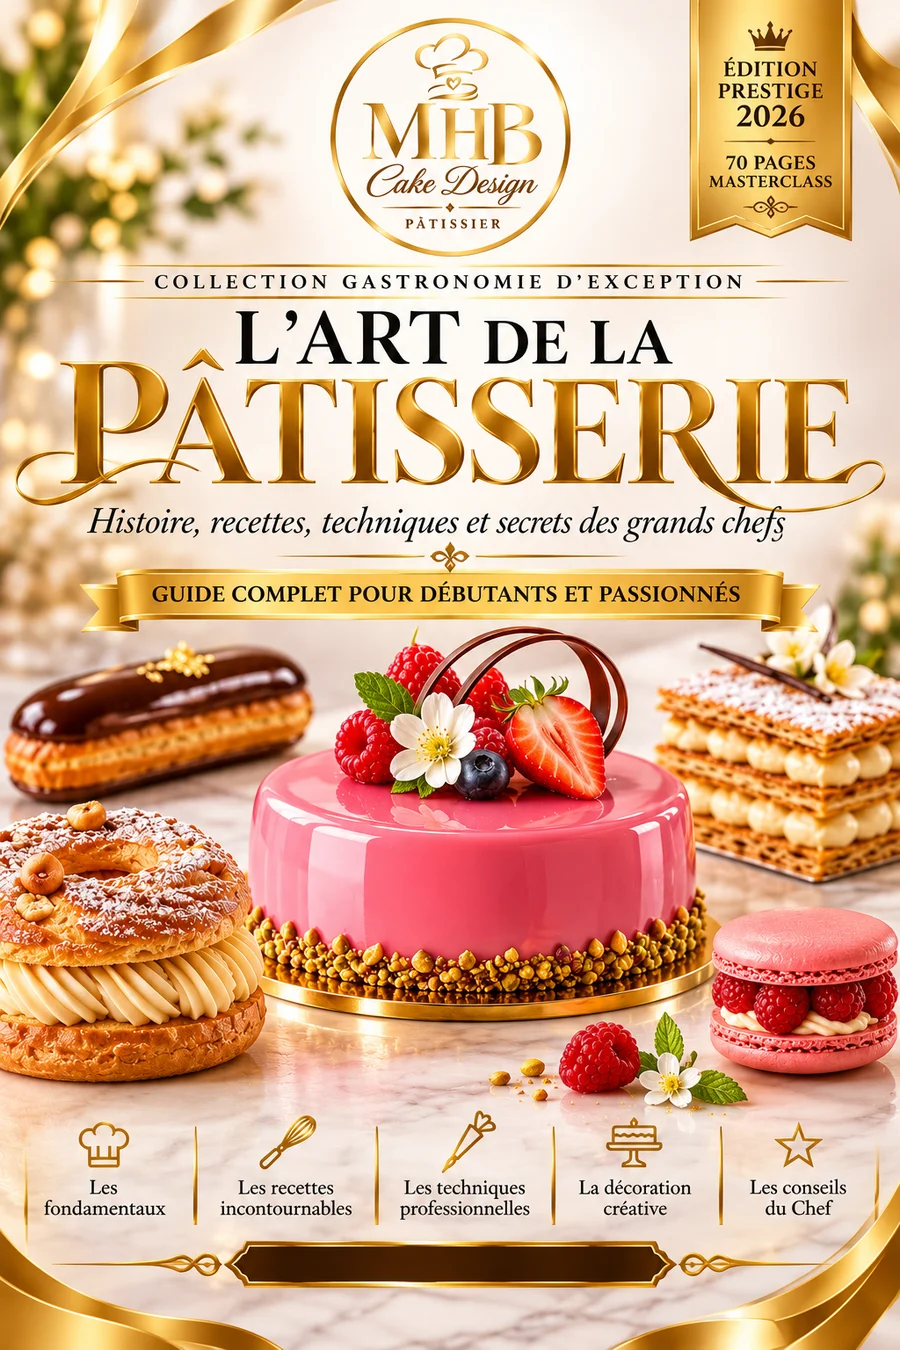 MHB
Cake Design
PÂTISSIER
ÉDITION
PRESTIGE
2026
70 PAGES
MASTERCLASS
COLLECTION GASTRONOMIE D'EXCEPTION
L'ART DE LA
PÂTISSERIE
Histoire, recettes, techniques et secrets des grands chefs
GUIDE COMPLET POUR DÉBUTANTS ET PASSIONNÉS
Les
fondamentaux
Les recettes
incontournables
Les techniques
professionnelles
La décoration
créative
Les conseils
du Chef